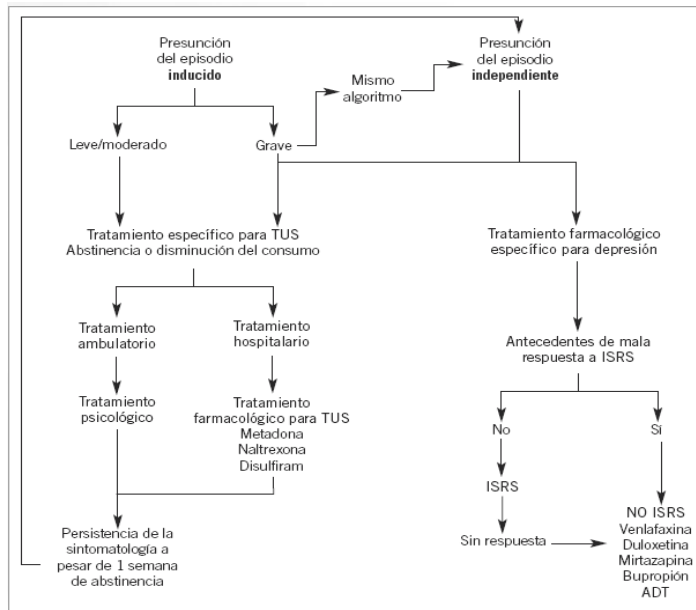 Presunción
del episodio
inducido
Presunción
del episodio
independiente
Mismo
algoritmo
Leve/moderado
Grave
Tratamiento específico para TUS
Abstinencia o disminución del consumo
Tratamiento farmacológico
específico para depresión
Tratamiento
ambulatorio
Tratamiento
hospitalario
Antecedentes de mala
respuesta a ISRS
Tratamiento
psicológico
Tratamiento
farmacológico para TUS
Metadona
Naltrexona
Disulfiram
No
Sí
ISRS
Sin respuesta
NO ISRS
Venlafaxina
Duloxetina
Mirtazapina
Bupropión
ADT
Persistencia de la
sintomatología a
pesar de 1 semana
de abstinencia